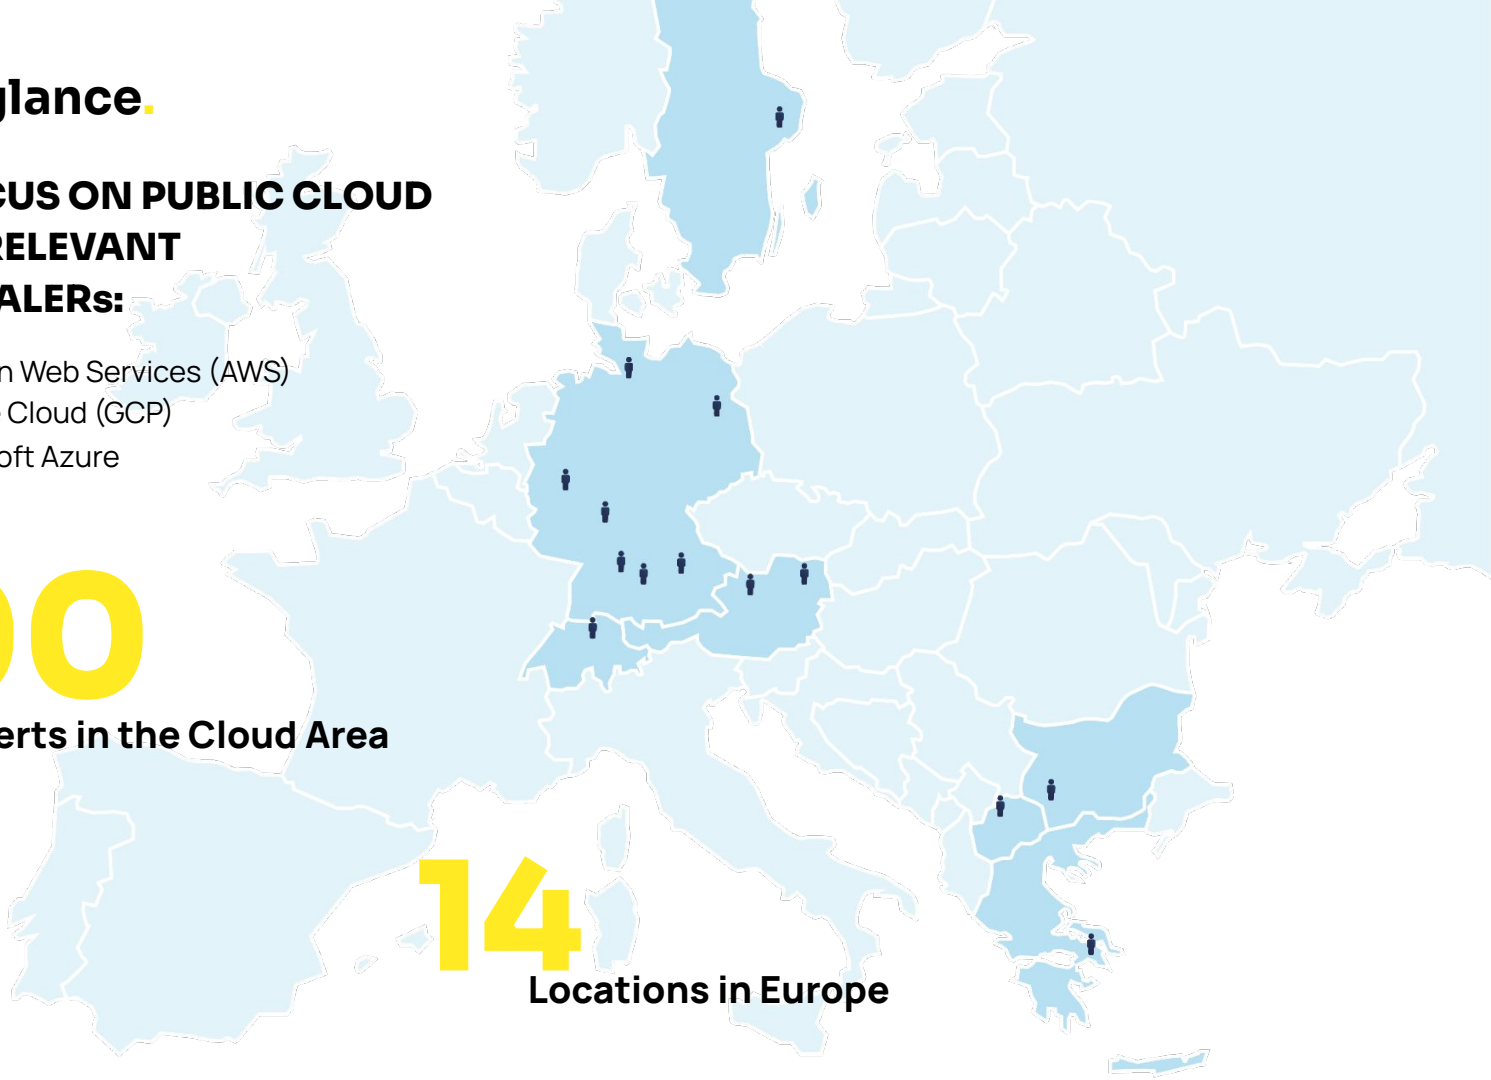 glance.
CUS ON PUBLIC CLOUD
RELEVANT
ALERs:
n Web Services (AWS)
e Cloud (GCP)
oft Azure
00
erts in the Cloud Area
14
Locations in Europe